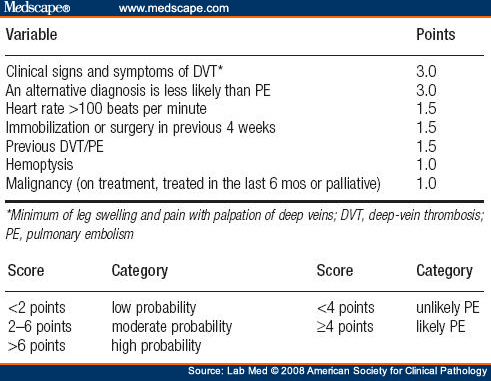 Medscape® www.medscape.com
Variable Points
Clinical signs and symptoms of DVT* 3.0
An alternative diagnosis is less likely than PE 3.0
Heart rate >100 beats per minute 1.5
Immobilization or surgery in previous 4 weeks 1.5
Previous DVT/PE 1.5
Hemoptysis 1.0
Malignancy (on treatment, treated in the last 6 mos or palliative) 1.0
*Minimum of leg swelling and pain with palpation of deep veins; DVT, deep-vein thrombosis;
PE, pulmonary embolism
Score Category Score Category
<2 points low probability <4 points unlikely PE
2–6 points moderate probability ≥4 points likely PE
>6 points high probability
Source: Lab Med © 2008 American Society for Clinical Pathology